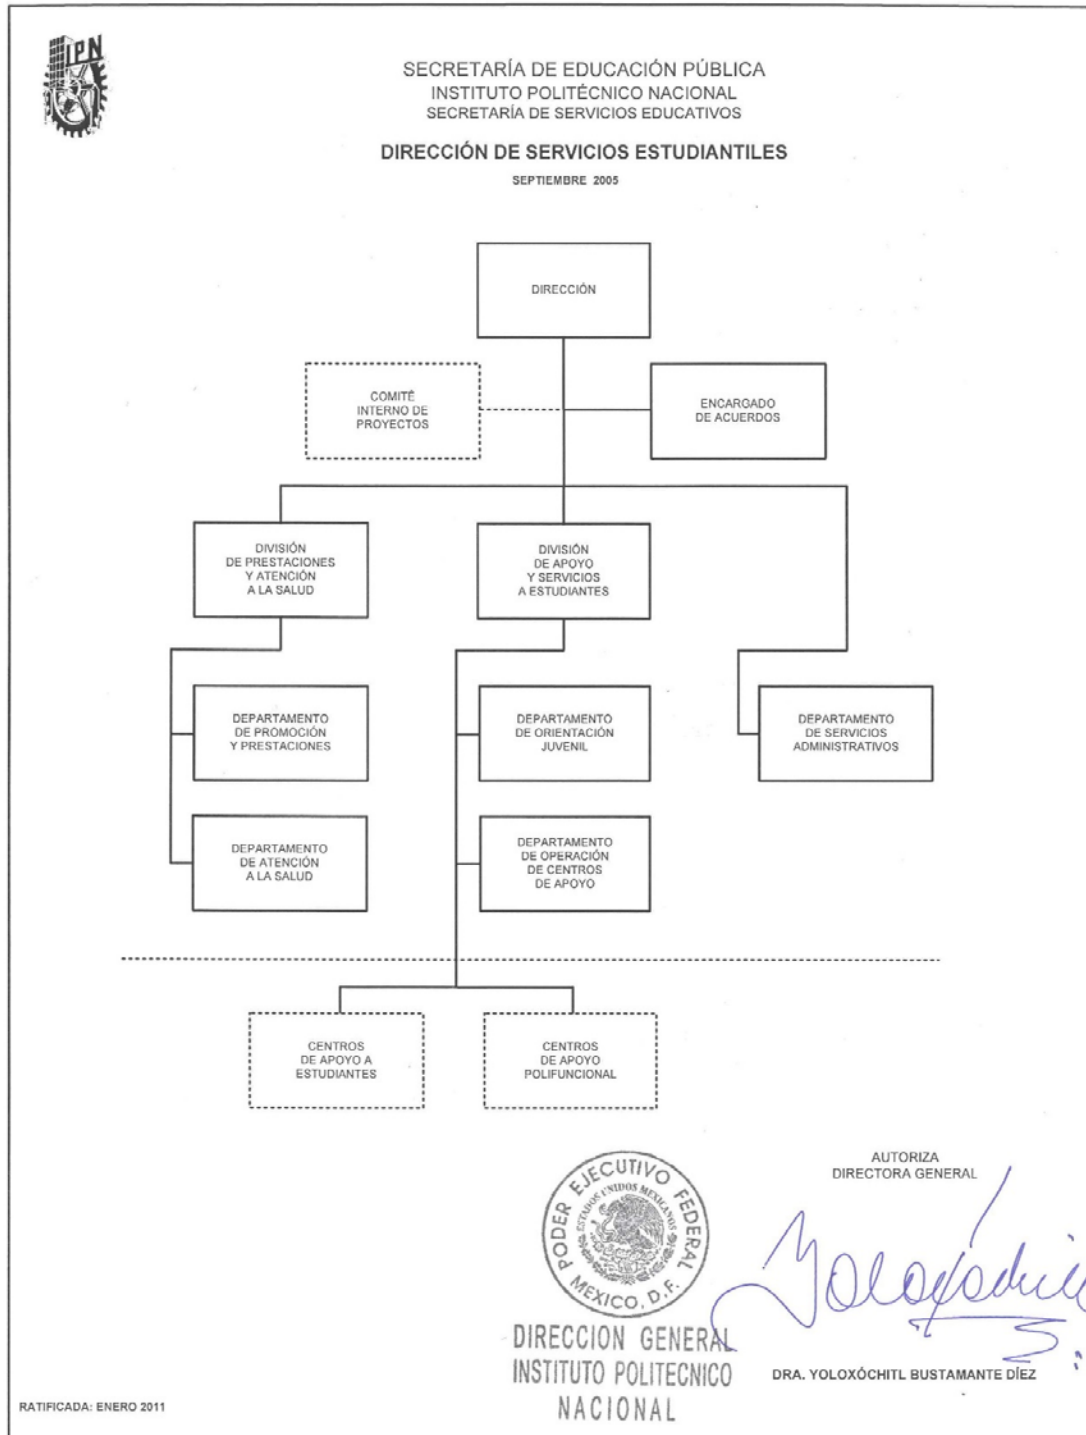 IPN
SECRETARÍA DE EDUCACIÓN PÚBLICA
INSTITUTO POLITÉCNICO NACIONAL
SECRETARÍA DE SERVICIOS EDUCATIVOS
DIRECCIÓN DE SERVICIOS ESTUDIANTILES
SEPTIEMBRE 2005
DIRECCIÓN
COMITÉ
INTERNO DE
PROYECTOS
ENCARGADO
DE ACUERDOS
DIVISIÓN
DE PRESTACIONES
Y ATENCIÓN
A LA SALUD
DIVISIÓN
DE APOYO
Y SERVICIOS
A ESTUDIANTES
DEPARTAMENTO
DE PROMOCIÓN
Y PRESTACIONES
DEPARTAMENTO
DE ORIENTACIÓN
JUVENIL
DEPARTAMENTO
DE SERVICIOS
ADMINISTRATIVOS
DEPARTAMENTO
DE ATENCIÓN
A LA SALUD
DEPARTAMENTO
DE OPERACIÓN
DE CENTROS
DE APOYO
CENTROS
DE APOYO A
ESTUDIANTES
CENTROS
DE APOYO
POLIFUNCIONAL
AUTORIZA
DIRECTORA GENERAL
PODER EJECUTIVO FEDERAL
ESTADOS UNIDOS MEXICANOS
MEXICO, D.F.
DIRECCION GENERAL
INSTITUTO POLITECNICO
NACIONAL
DRA. YOLOXÓCHITL BUSTAMANTE DÍEZ
RATIFICADA: ENERO 2011